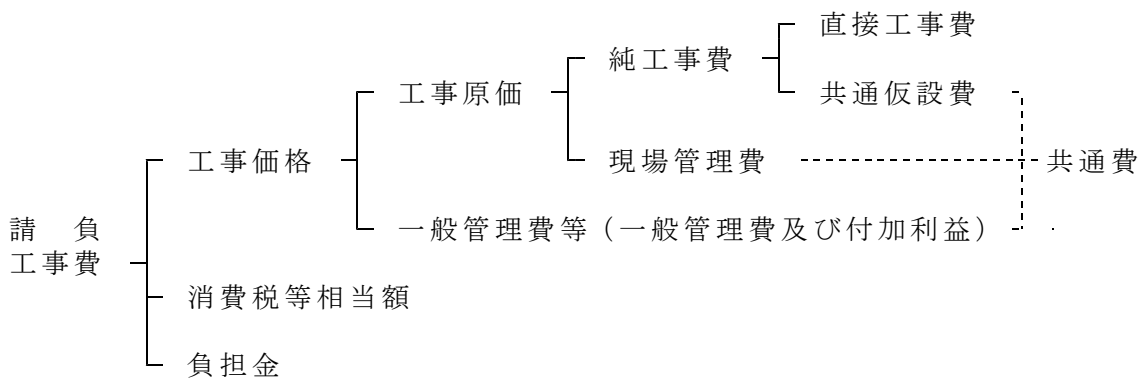 直接工事費
純工事費
工事原価
共通仮設費
工事価格
現場管理費
共通費
請 負
工事費
一般管理費等(一般管理費及び付加利益)
消費税等相当額
負担金